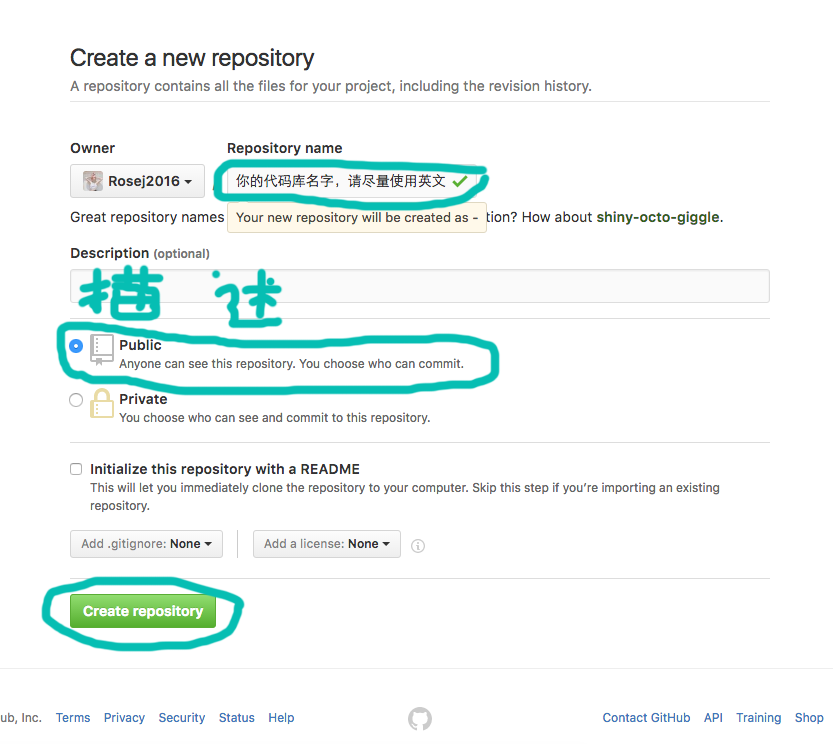 Create a new repository
A repository contains all the files for your project, including the revision history.
Owner Repository name
Rosej2016 你的代码库名字，请尽量使用英文
Great repository names tion? How about shiny-octo-giggle.
Your new repository will be created as -
Description (optional)
描 述
Public
Anyone can see this repository. You choose who can commit.
Private
You choose who can see and commit to this repository.
Initialize this repository with a README
This will let you immediately clone the repository to your computer. Skip this step if you’re importing an existing
repository.
Add .gitignore: None Add a license: None
Create repository
ub, Inc. Terms Privacy Security Status Help Contact GitHub API Training Shop